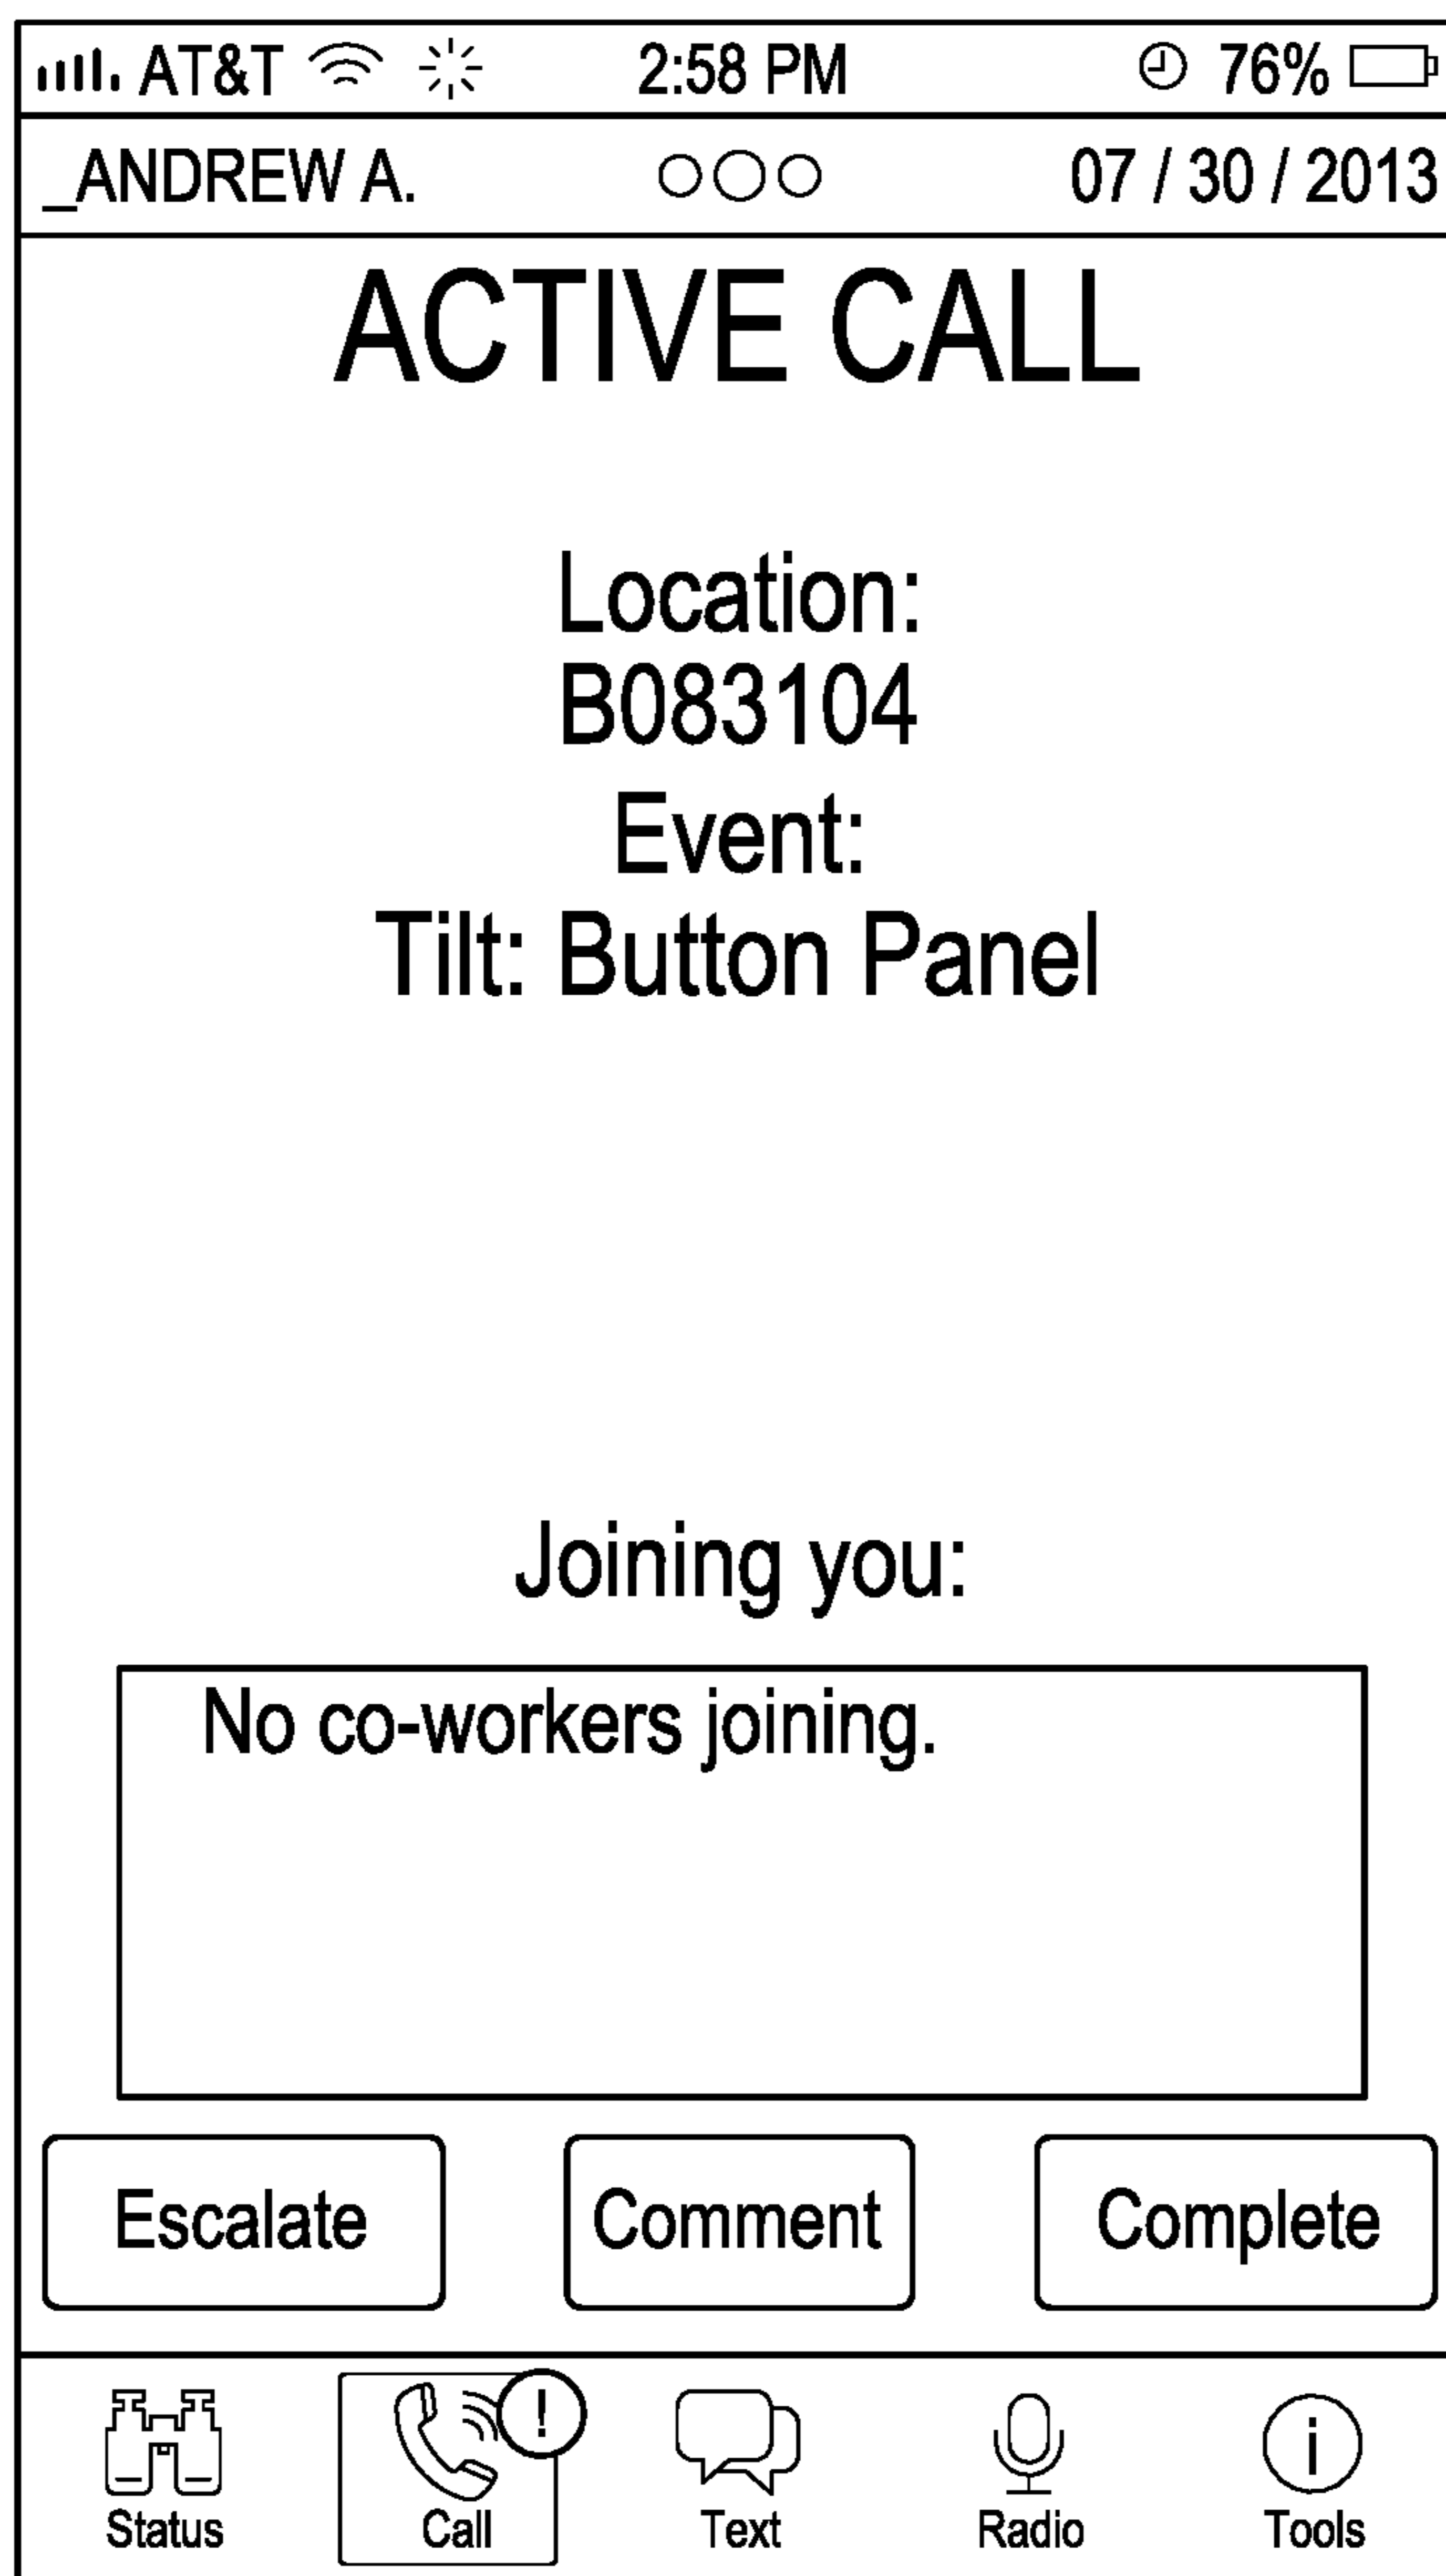 AT&T 2:58 PM 76%
_ANDREW A. 07 / 30 / 2013
ACTIVE CALL
Location:
B083104
Event:
Tilt: Button Panel
Joining you:
No co-workers joining.
Escalate Comment Complete
!
i
Status Call Text Radio Tools